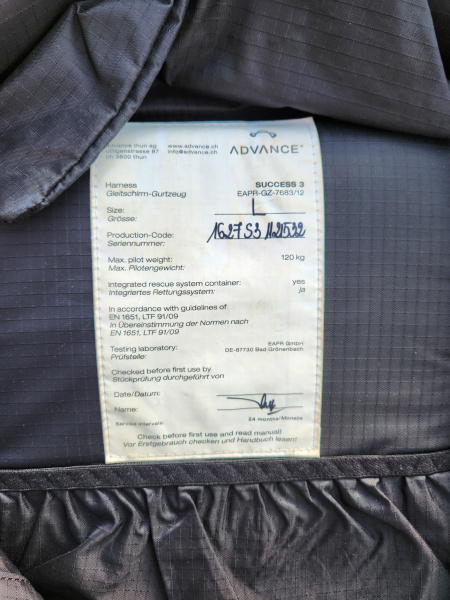 advance thun ag www.advance.ch
uttigenstrasse 87 info@advance.ch
ch 3600 thun
ADVANCE
Harness SUCCESS 3
Gleitschirm-Gurtzeug EAPR-GZ-7683/12
Size: L
Grösse:
Production-Code:
Seriennummer:
Max. pilot weight: 120 kg
Max. Pilotengewicht:
Integrated rescue system container: yes
Integriertes Rettungssystem: ja
In accordance with guidelines of
EN 1651, LTF 91/09
In Übereinstimmung der Normen nach
EN 1651, LTF 91/09
Testing laboratory: EAPR GmbH
Prüfstelle: DE-87730 Bad Grönenbach
Checked before first use by
Stückprüfung durchgeführt von
Date/Datum:
Name:
Service intervals: 24 months/Monate
Check before first use and read manual!
Vor Erstgebrauch checken und Handbuch lesen!